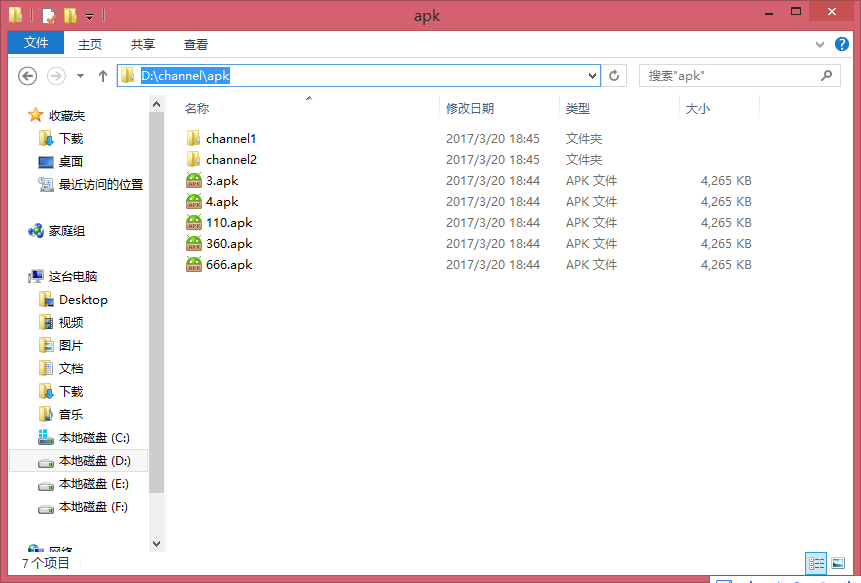 apk
文件 主页 共享 查看
D:\channel\apk 搜索"apk"
名称 修改日期 类型 大小
收藏夹
下载
桌面
最近访问的位置
家庭组
这台电脑
Desktop
视频
图片
文档
下载
音乐
本地磁盘 (C:)
本地磁盘 (D:)
本地磁盘 (E:)
本地磁盘 (F:)
网络
channel1 2017/3/20 18:45 文件夹
channel2 2017/3/20 18:45 文件夹
3.apk 2017/3/20 18:44 APK 文件 4,265 KB
4.apk 2017/3/20 18:44 APK 文件 4,265 KB
110.apk 2017/3/20 18:44 APK 文件 4,265 KB
360.apk 2017/3/20 18:44 APK 文件 4,265 KB
666.apk 2017/3/20 18:44 APK 文件 4,265 KB
7 个项目